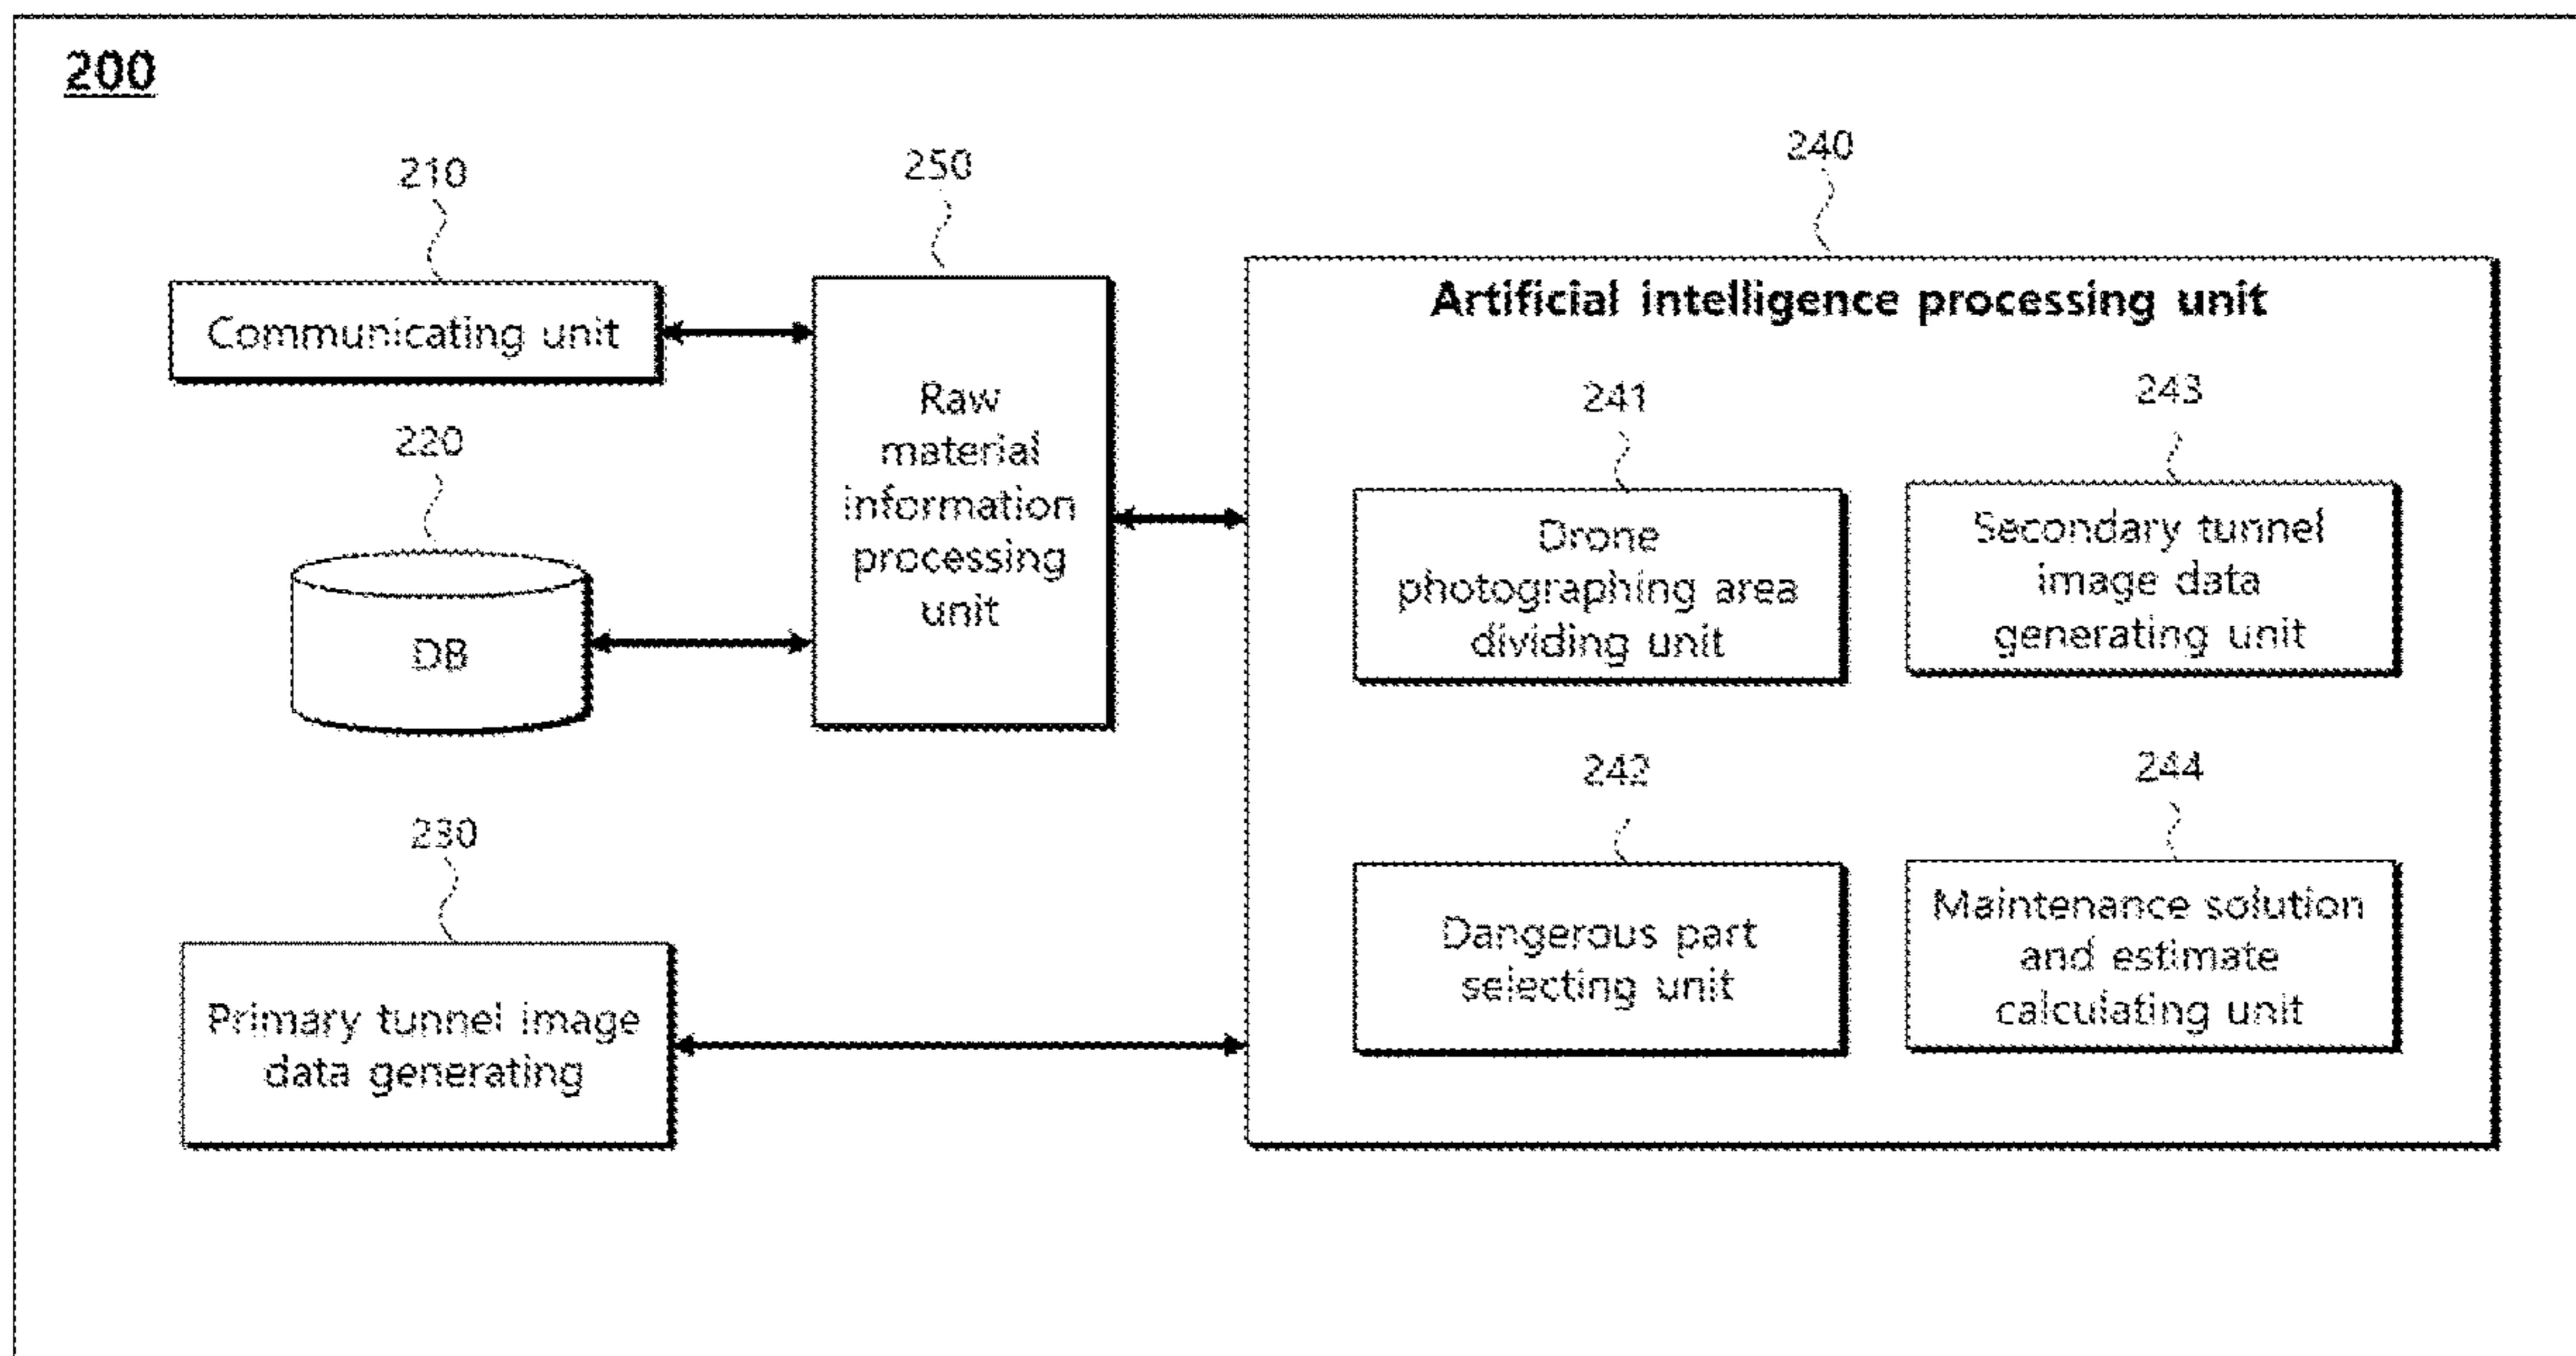 200
210
Communicating unit
220
DB
230
Primary tunnel image
data generating
250
Raw
material
information
processing
unit
240
Artificial intelligence processing unit
241
Drone
photographing area
dividing unit
243
Secondary tunnel
image data
generating unit
242
Dangerous part
selecting unit
244
Maintenance solution
and estimate
calculating unit